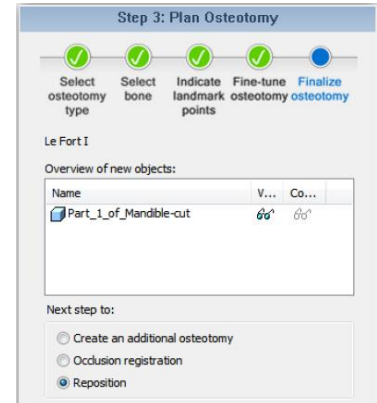 Step 3: Plan Osteotomy
Select osteotomy type
Select bone
Indicate landmark points
Fine-tune osteotomy
Finalize osteotomy
Le Fort I
Overview of new objects:
Name V... Co...
Part_1_of_Mandible-cut
Next step to:
Create an additional osteotomy
Occlusion registration
Reposition